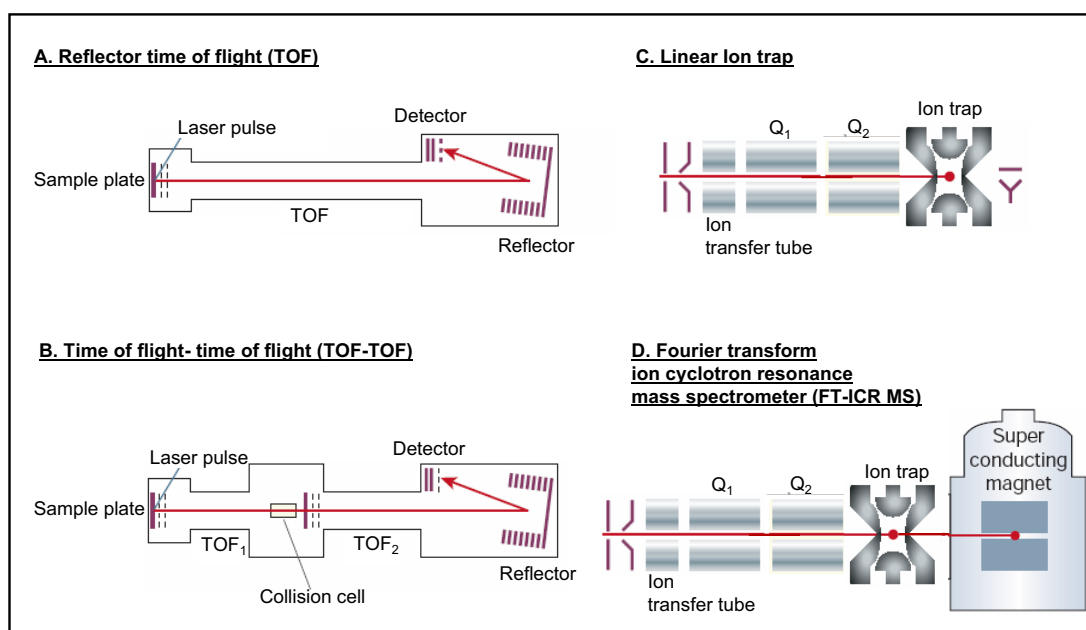 A. Reflector time of flight (TOF)
Laser pulse
Detector
Sample plate
TOF
Reflector
C. Linear Ion trap
Ion trap
Q1
Q2
Ion
transfer tube
B. Time of flight- time of flight (TOF-TOF)
Laser pulse
Detector
Sample plate
TOF1
TOF2
Reflector
Collision cell
D. Fourier transform
ion cyclotron resonance
mass spectrometer (FT-ICR MS)
Super
conducting
magnet
Ion trap
Q1
Q2
Ion
transfer tube